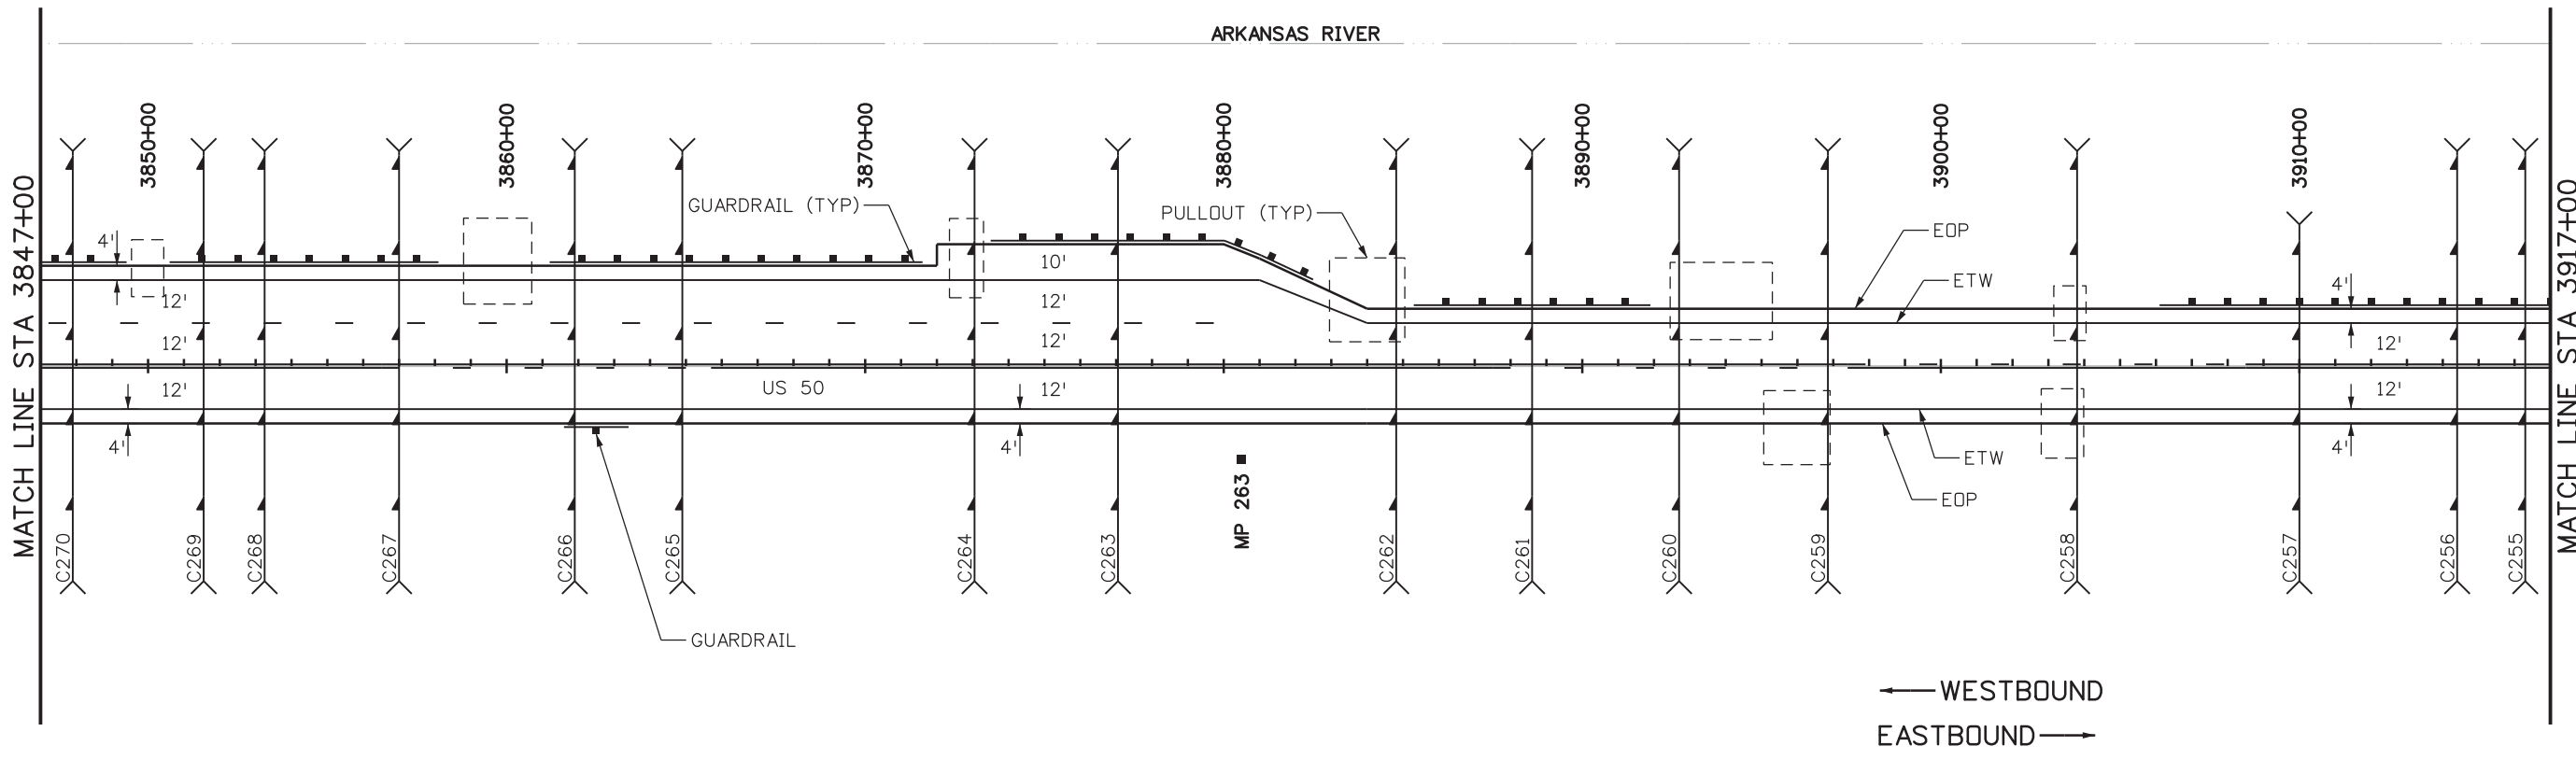 ARKANSAS RIVER
MATCH LINE STA 3847+00
3850+00
3860+00
3870+00
3880+00
3890+00
3900+00
3910+00
MATCH LINE STA 3917+00
GUARDRAIL (TYP)
PULLOUT (TYP)
EOP
ETW
4'
10'
4'
12'
12'
12'
12'
12'
12'
12'
US 50
12'
12'
4'
4'
4'
ETW
EOP
MP 263
C270
C269
C268
C267
C266
C265
C264
C263
C262
C261
C260
C259
C258
C257
C256
C255
GUARDRAIL
WESTBOUND
EASTBOUND